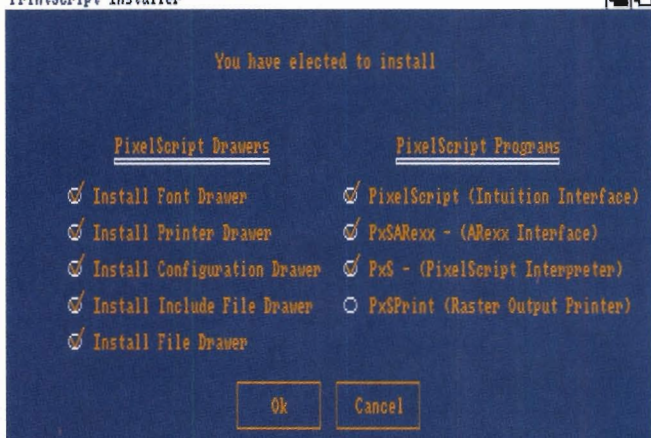 PrintScript Installer
You have elected to install
PixelScript Drawers
Install Font Drawer
Install Printer Drawer
Install Configuration Drawer
Install Include File Drawer
Install File Drawer
PixelScript Programs
PixelScript (Intuition Interface)
PxSARexx - (ARexx Interface)
PxS - (PixelScript Interpreter)
PxSPrint (Raster Output Printer)
Ok
Cancel